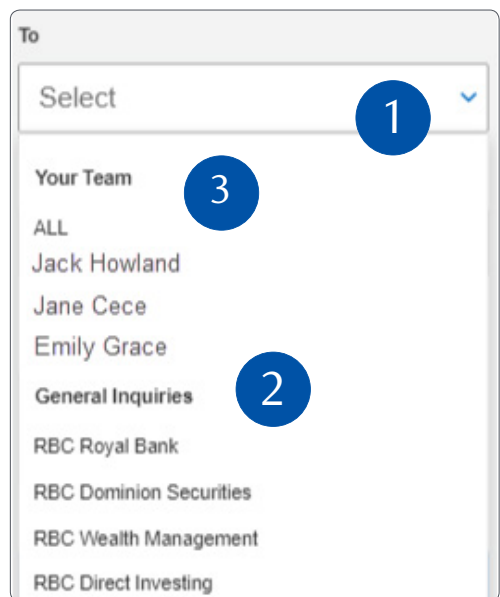 To
Select
1
Your Team
3
ALL
Jack Howland
Jane Cece
Emily Grace
General Inquiries
2
RBC Royal Bank
RBC Dominion Securities
RBC Wealth Management
RBC Direct Investing